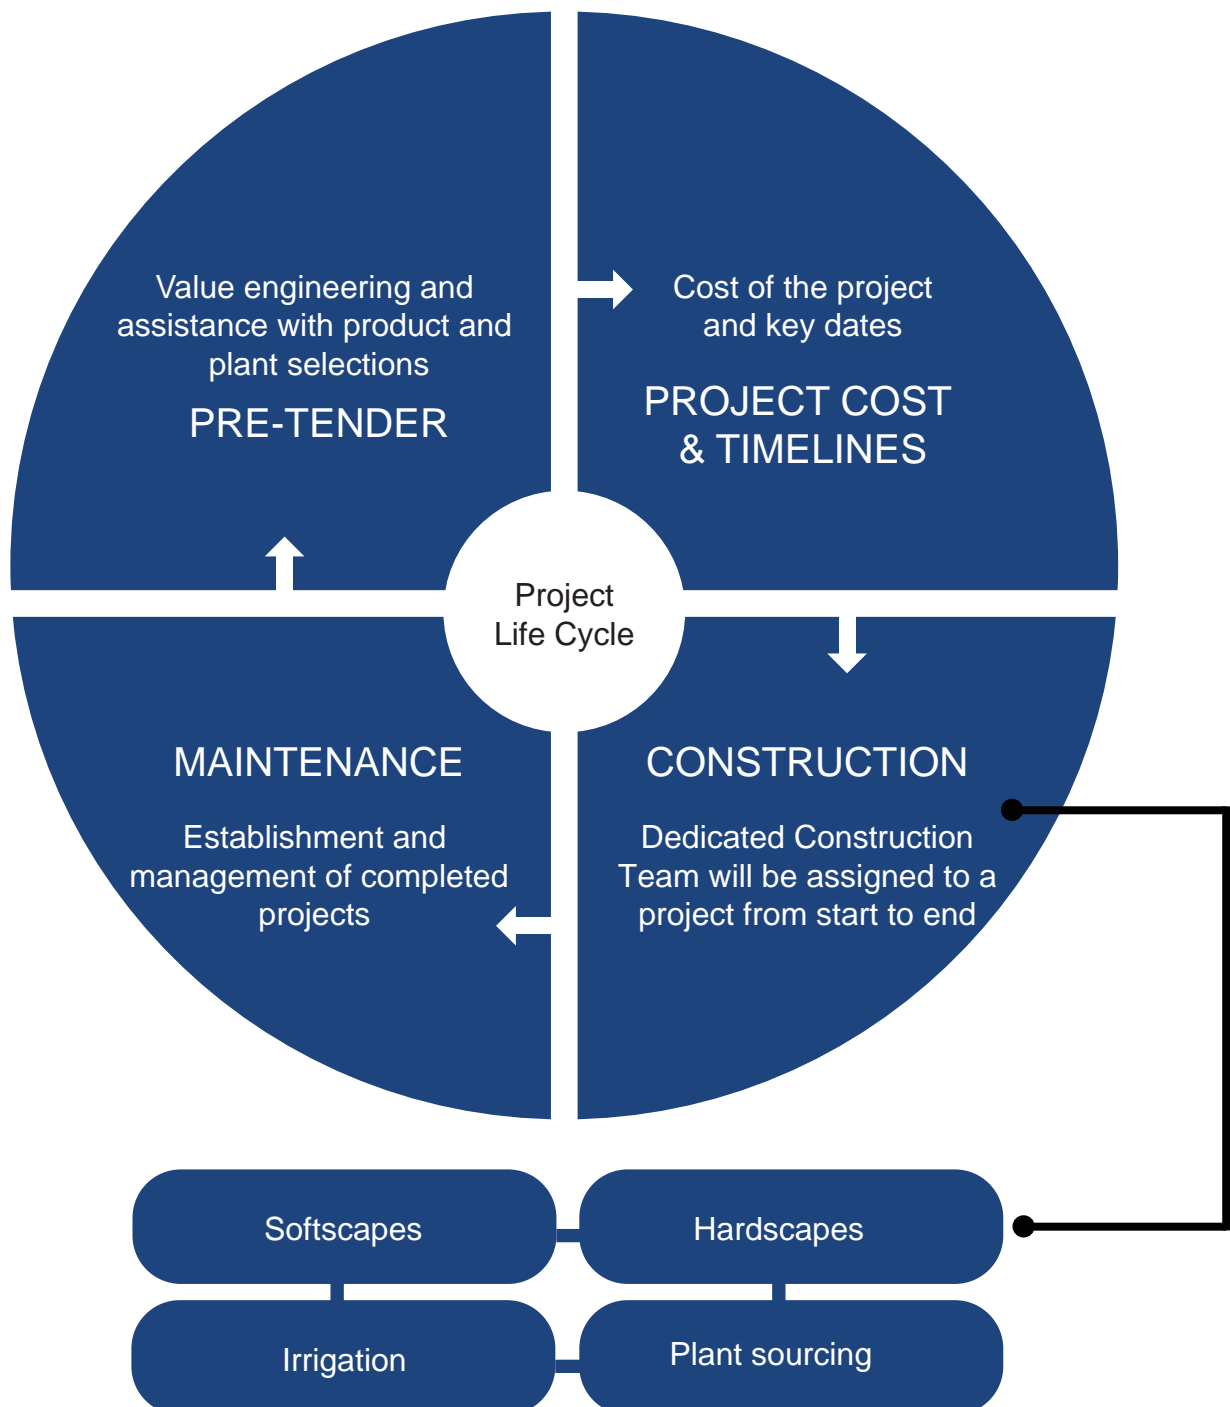 Value engineering and
assistance with product and
plant selections
PRE-TENDER
Cost of the project
and key dates
PROJECT COST
& TIMELINES
Project
Life Cycle
MAINTENANCE
Establishment and
management of completed
projects
CONSTRUCTION
Dedicated Construction
Team will be assigned to a
project from start to end
Softscapes
Hardscapes
Irrigation
Plant sourcing